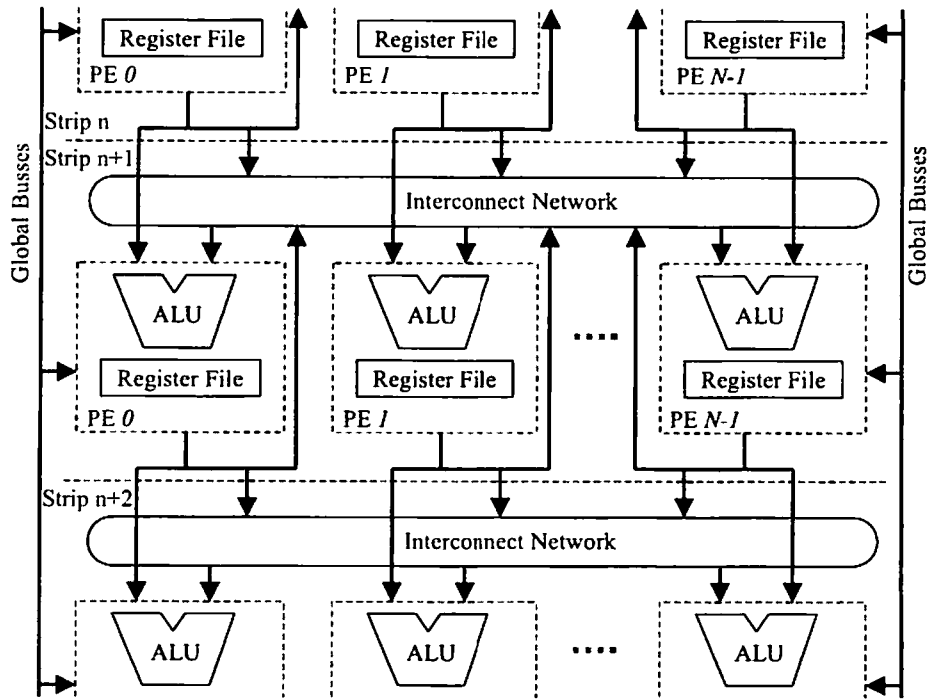 Register File
Register File
Register File
PE 0
PE 1
PE N-1
Strip n
Strip n+1
Global Busses
Global Busses
Interconnect Network
ALU
ALU
....
ALU
Register File
Register File
Register File
PE 0
PE 1
PE N-1
Strip n+2
Interconnect Network
ALU
ALU
....
ALU